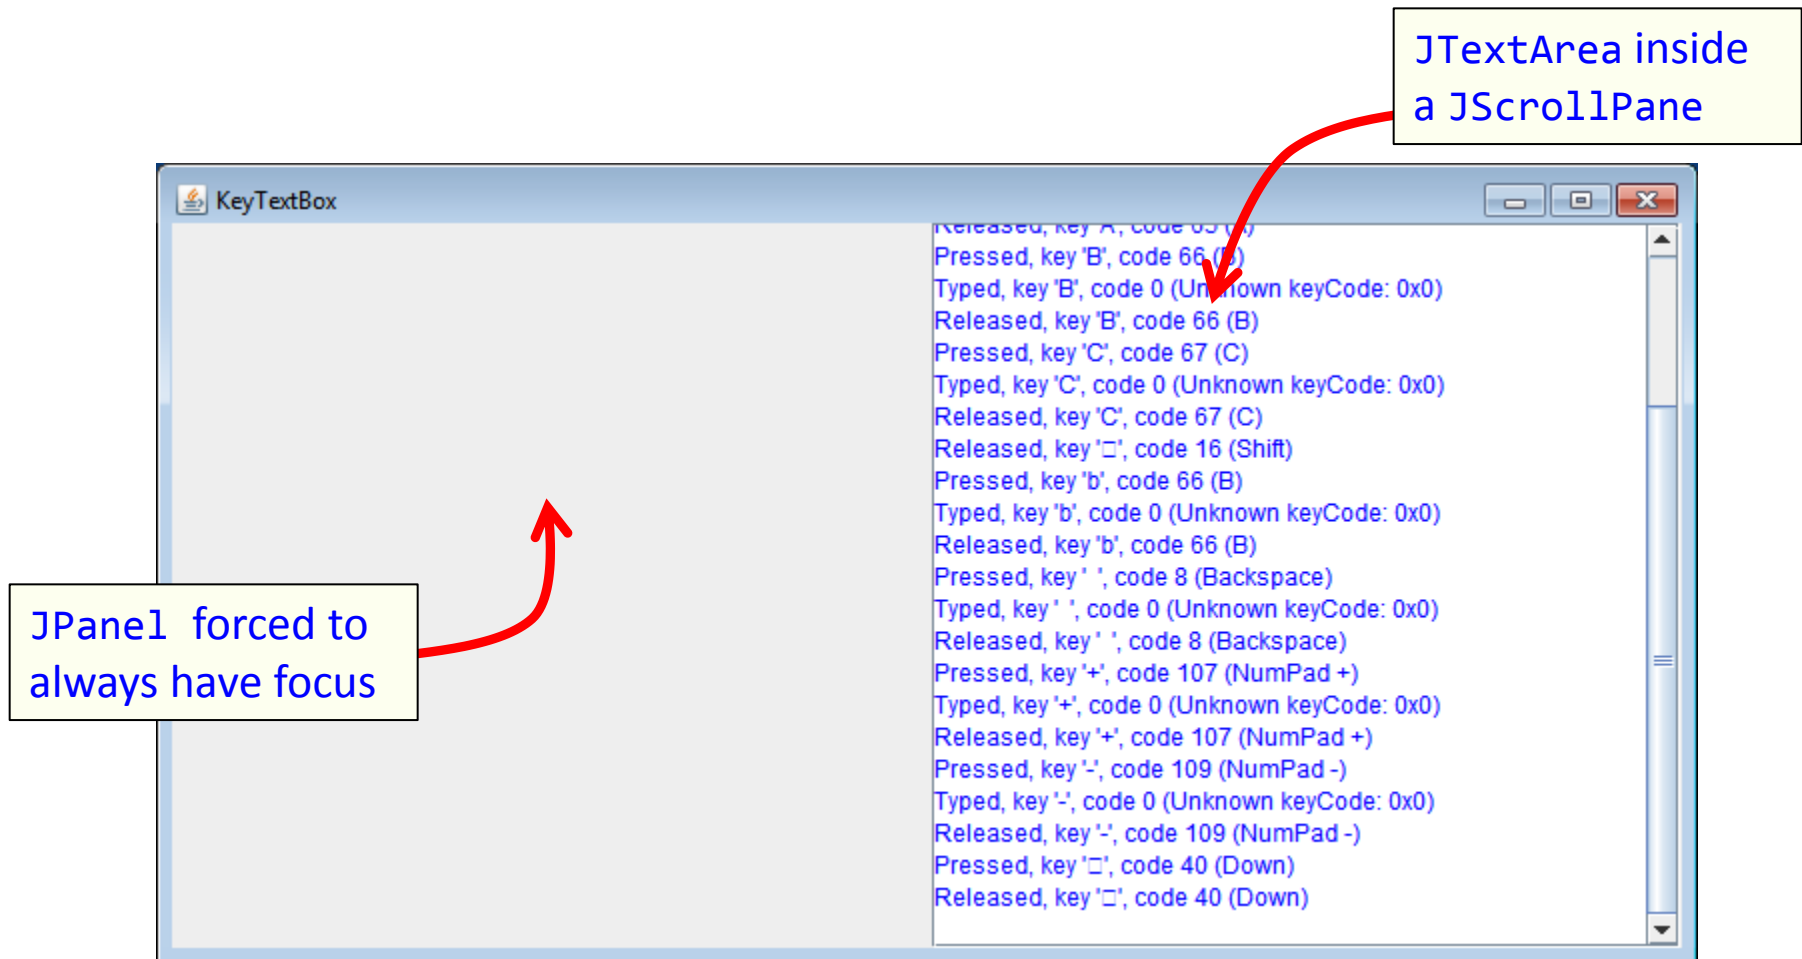 JTextArea inside
a JScrollPane
KeyTextBox
Released, key 'A', code 65 (A)
Pressed, key 'B', code 66 (B)
Typed, key 'B', code 0 (Unknown keyCode: 0x0)
Released, key 'B', code 66 (B)
Pressed, key 'C', code 67 (C)
Typed, key 'C', code 0 (Unknown keyCode: 0x0)
Released, key 'C', code 67 (C)
Released, key '□', code 16 (Shift)
Pressed, key 'b', code 66 (B)
Typed, key 'b', code 0 (Unknown keyCode: 0x0)
Released, key 'b', code 66 (B)
Pressed, key ' ', code 8 (Backspace)
Typed, key ' ', code 0 (Unknown keyCode: 0x0)
Released, key ' ', code 8 (Backspace)
Pressed, key '+', code 107 (NumPad +)
Typed, key '+', code 0 (Unknown keyCode: 0x0)
Released, key '+', code 107 (NumPad +)
Pressed, key '-', code 109 (NumPad -)
Typed, key '-', code 0 (Unknown keyCode: 0x0)
Released, key '-', code 109 (NumPad -)
Pressed, key '□', code 40 (Down)
Released, key '□', code 40 (Down)
JPanel forced to
always have focus